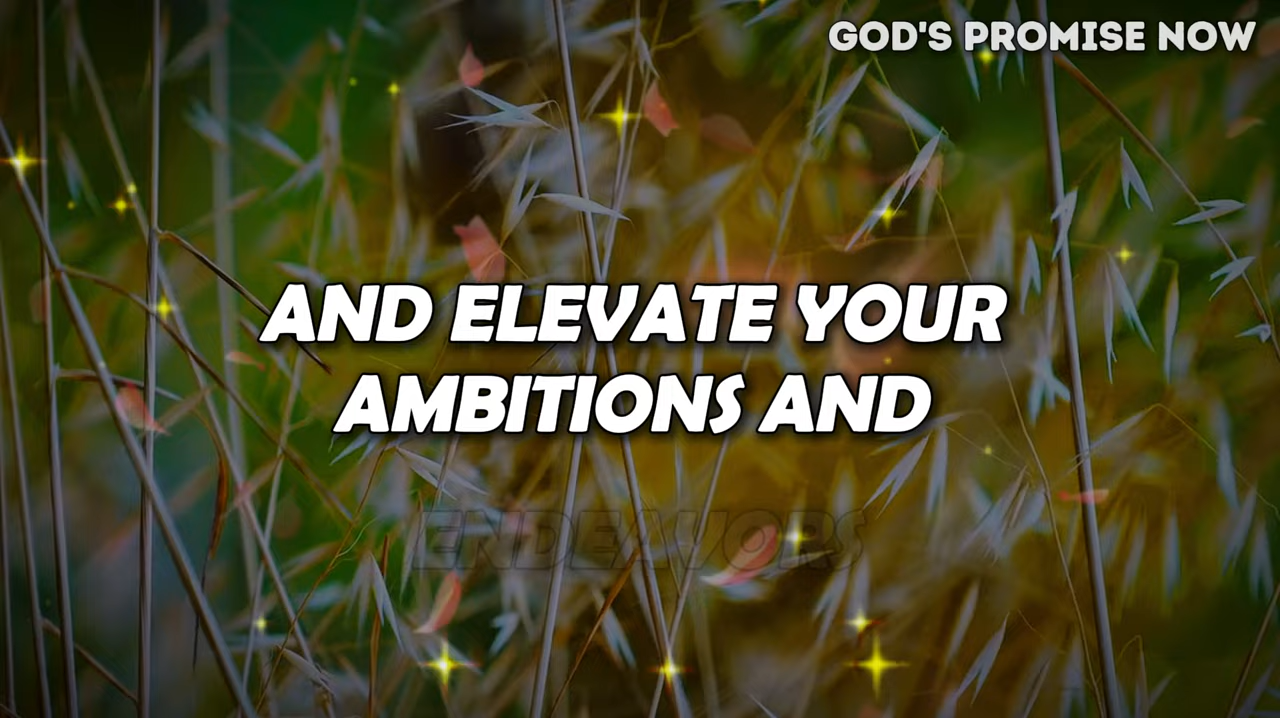 GOD'S PROMISE NOW
AND ELEVATE YOUR
AMBITIONS AND
ENDEAVORS